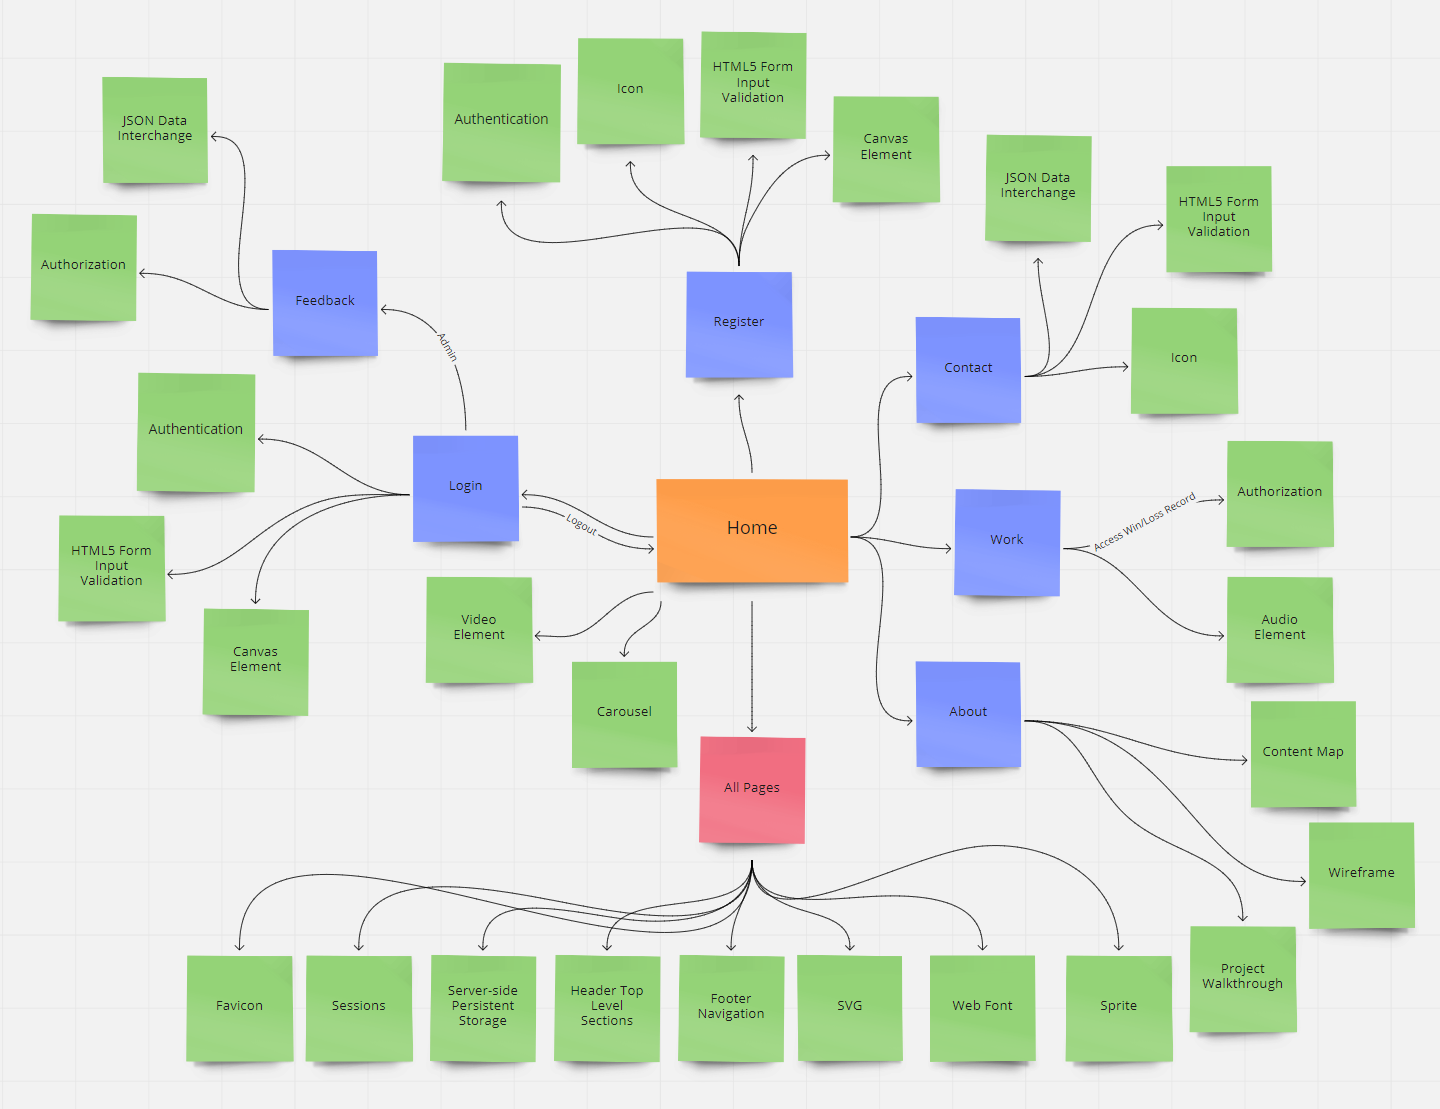 Icon
HTML5 Form
Input
Validation
Authentication
JSON Data
Interchange
Canvas
Element
JSON Data
Interchange
HTML5 Form
Input
Validation
Authorization
Feedback
Register
Admin
Contact
Icon
Authentication
Login
Logout
Home
Work
Access Win/Loss Record
Authorization
HTML5 Form
Input
Validation
Canvas
Element
Video
Element
Carousel
Audio
Element
About
Content Map
All Pages
Wireframe
Project
Walkthrough
Favicon
Sessions
Server-side
Persistent
Storage
Header Top
Level
Sections
Footer
Navigation
SVG
Web Font
Sprite